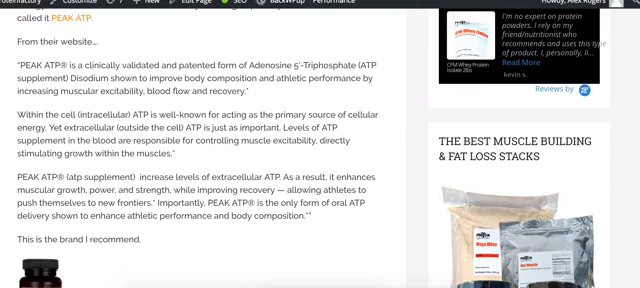 Customize
7
New
Edit Page
SEO
BackWPup
Performance
Howdy, Alex Rogers
called it PEAK ATP.
From their website…
"PEAK ATP® is a clinically validated and patented form of Adenosine 5'-Triphosphate (ATP
supplement) Disodium shown to improve body composition and athletic performance by
increasing muscular excitability, blood flow and recovery.*
Within the cell (intracellular) ATP is well-known for acting as the primary source of cellular
energy. Yet extracellular (outside the cell) ATP is just as important. Levels of ATP
supplement in the blood are responsible for controlling muscle excitability, directly
stimulating growth within the muscles.*
PEAK ATP® (atp supplement)  increase levels of extracellular ATP. As a result, it enhances
muscular growth, power, and strength, while improving recovery — allowing athletes to
push themselves to new frontiers.* Importantly, PEAK ATP® is the only form of oral ATP
delivery shown to enhance athletic performance and body composition.*"
This is the brand I recommend.
I'm no expert on protein
powders. I rely on my
friend/nutritionist who
recommends and uses this type
of product. I, personally, li...
Read More
CFM Whey Protein
Isolate 2lbs
kevin s.
Reviews by
THE BEST MUSCLE BUILDING
& FAT LOSS STACKS